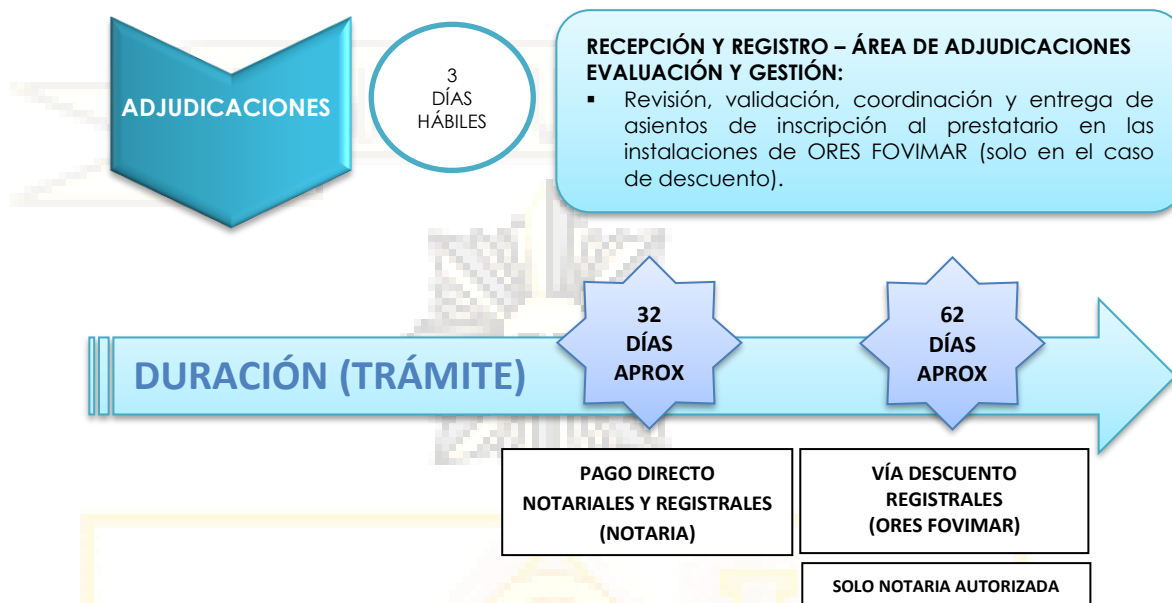 ADJUDICACIONES
3
DÍAS
HÁBILES
RECEPCIÓN Y REGISTRO – ÁREA DE ADJUDICACIONES
EVALUACIÓN Y GESTIÓN:
▪ Revisión, validación, coordinación y entrega de
asientos de inscripción al prestatario en las
instalaciones de ORES FOVIMAR (solo en el caso
de descuento).
DURACIÓN (TRÁMITE)
32
DÍAS
APROX
62
DÍAS
APROX
PAGO DIRECTO
NOTARIALES Y REGISTRALES
(NOTARIA)
VÍA DESCUENTO
REGISTRALES
(ORES FOVIMAR)
SOLO NOTARIA AUTORIZADA